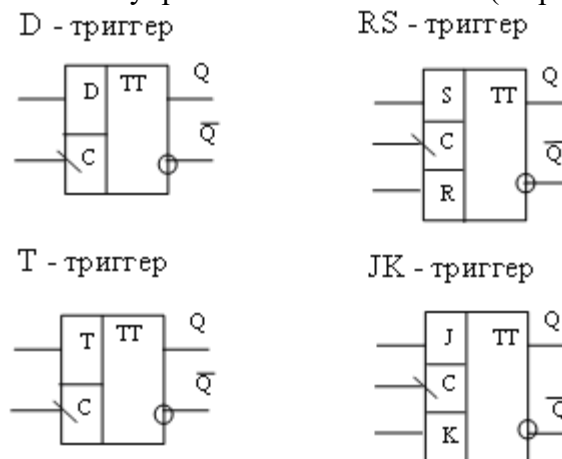 D - триггер
RS - триггер
D TT Q
C Q̅
S TT Q
C Q̅
R
T - триггер
JK - триггер
T TT Q
C Q̅
J TT Q
C Q̅
K